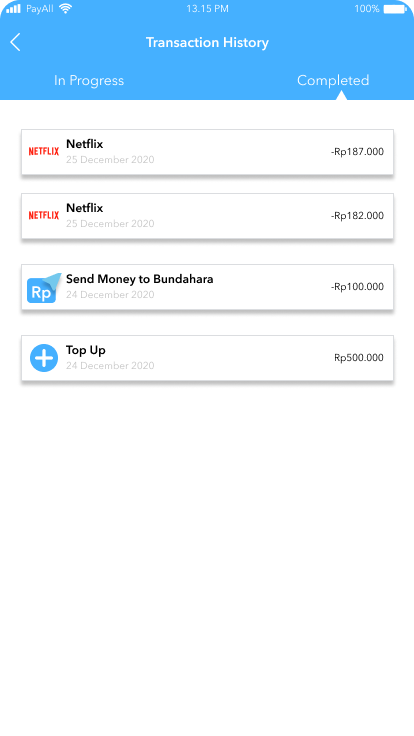 PayAll 13.15 PM 100%
Transaction History
In Progress Completed
NETFLIX Netflix -Rp187.000
25 December 2020
NETFLIX Netflix -Rp182.000
25 December 2020
Rp Send Money to Bundahara -Rp100.000
24 December 2020
Top Up Rp500.000
24 December 2020